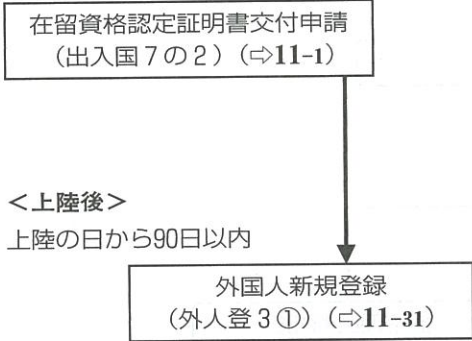 在留資格認定証明書交付申請
（出入国７の２）（⇨11-1）
＜上陸後＞
上陸の日から90日以内
外国人新規登録
（外人登３①）（⇨11-31）